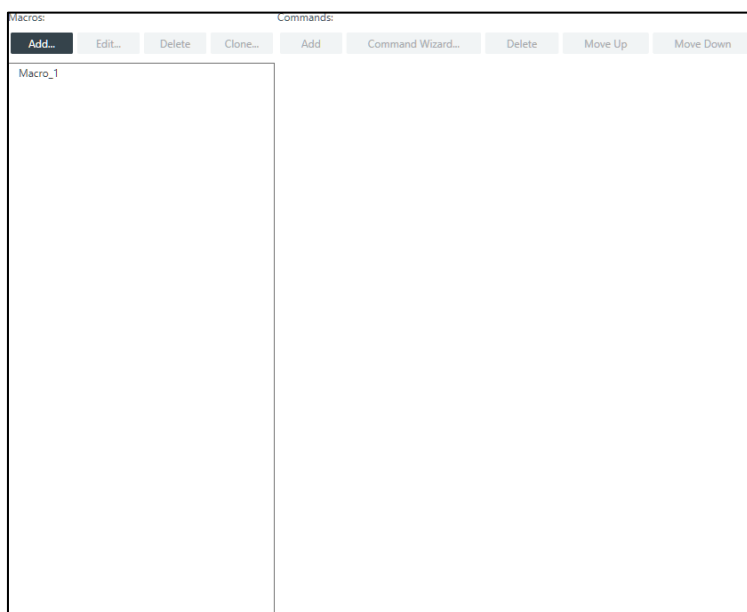 Macros: Commands:
Add... Edit... Delete Clone... Add Command Wizard... Delete Move Up Move Down
Macro_1